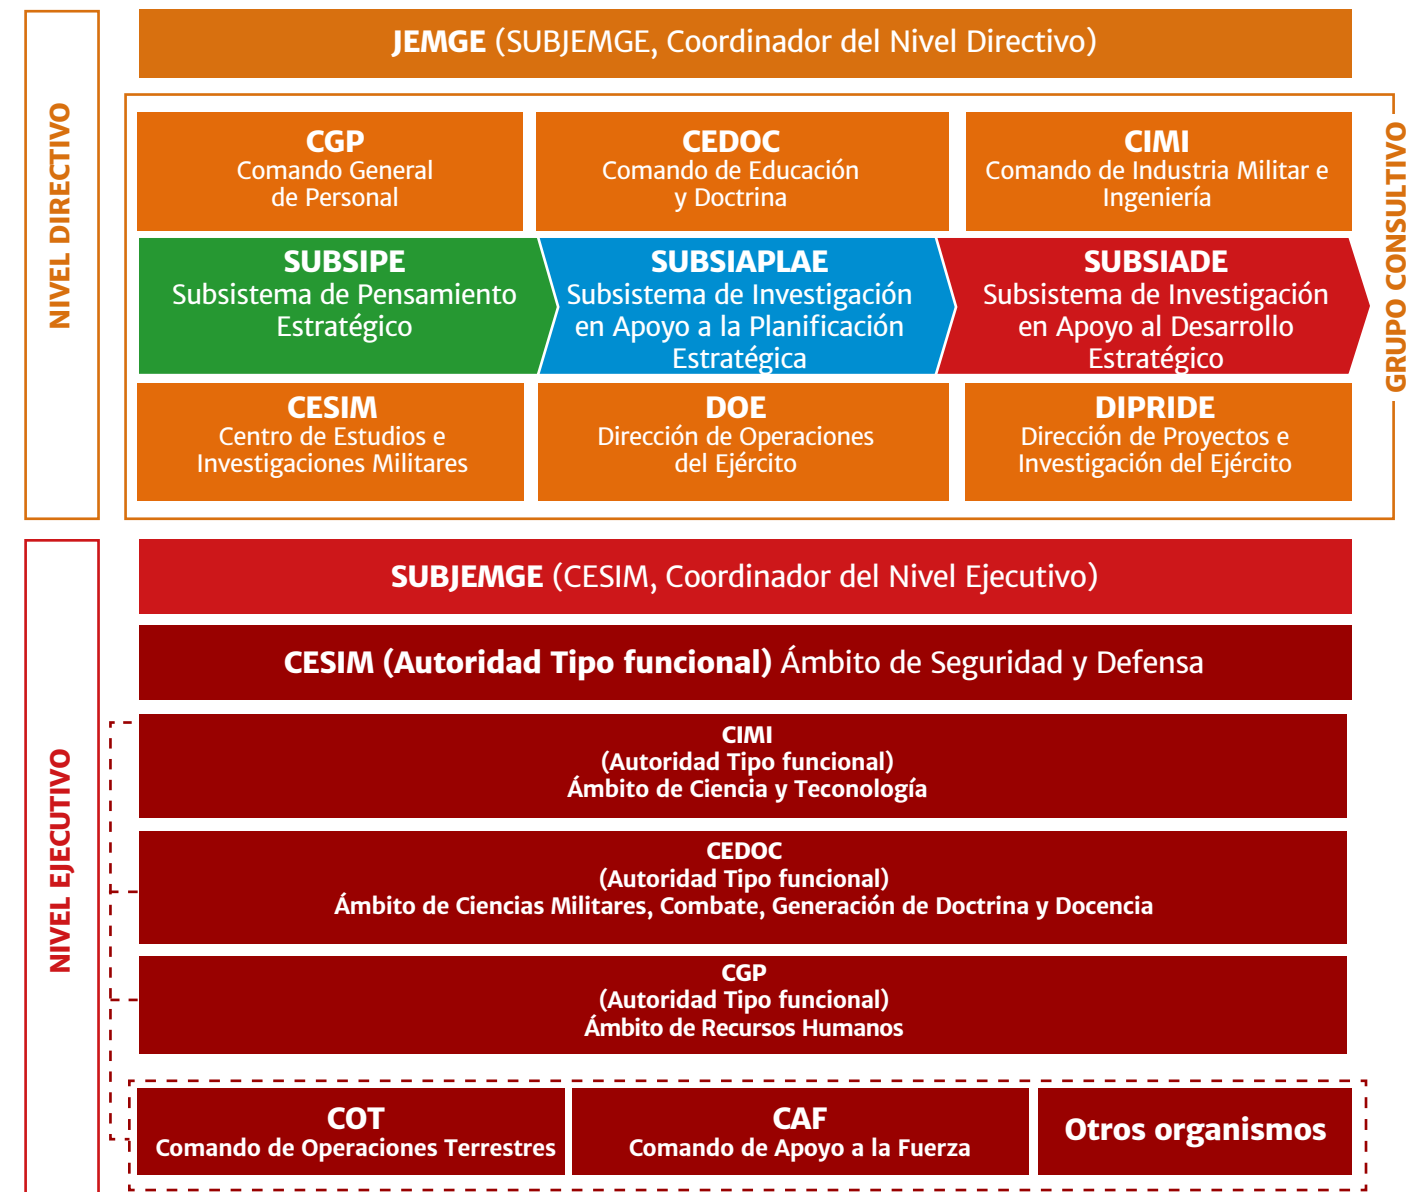 JEMGE (SUBJEMGE, Coordinador del Nivel Directivo)
NIVEL DIRECTIVO
CGP
Comando General
de Personal
CEDOC
Comando de Educación
y Doctrina
CIMI
Comando de Industria Militar e
Ingeniería
SUBSIPE
Subsistema de Pensamiento
Estratégico
SUBSIAPLAE
Subsistema de Investigación
en Apoyo a la Planificación
Estratégica
SUBSIADE
Subsistema de Investigación
en Apoyo al Desarrollo
Estratégico
CESIM
Centro de Estudios e
Investigaciones Militares
DOE
Dirección de Operaciones
del Ejército
DIPRIDE
Dirección de Proyectos e
Investigación del Ejército
GRUPO CONSULTIVO
NIVEL EJECUTIVO
SUBJEMGE (CESIM, Coordinador del Nivel Ejecutivo)
CESIM (Autoridad Tipo funcional) Ámbito de Seguridad y Defensa
CIMI
(Autoridad Tipo funcional)
Ámbito de Ciencia y Teconología
CEDOC
(Autoridad Tipo funcional)
Ámbito de Ciencias Militares, Combate, Generación de Doctrina y Docencia
CGP
(Autoridad Tipo funcional)
Ámbito de Recursos Humanos
COT
Comando de Operaciones Terrestres
CAF
Comando de Apoyo a la Fuerza
Otros organismos